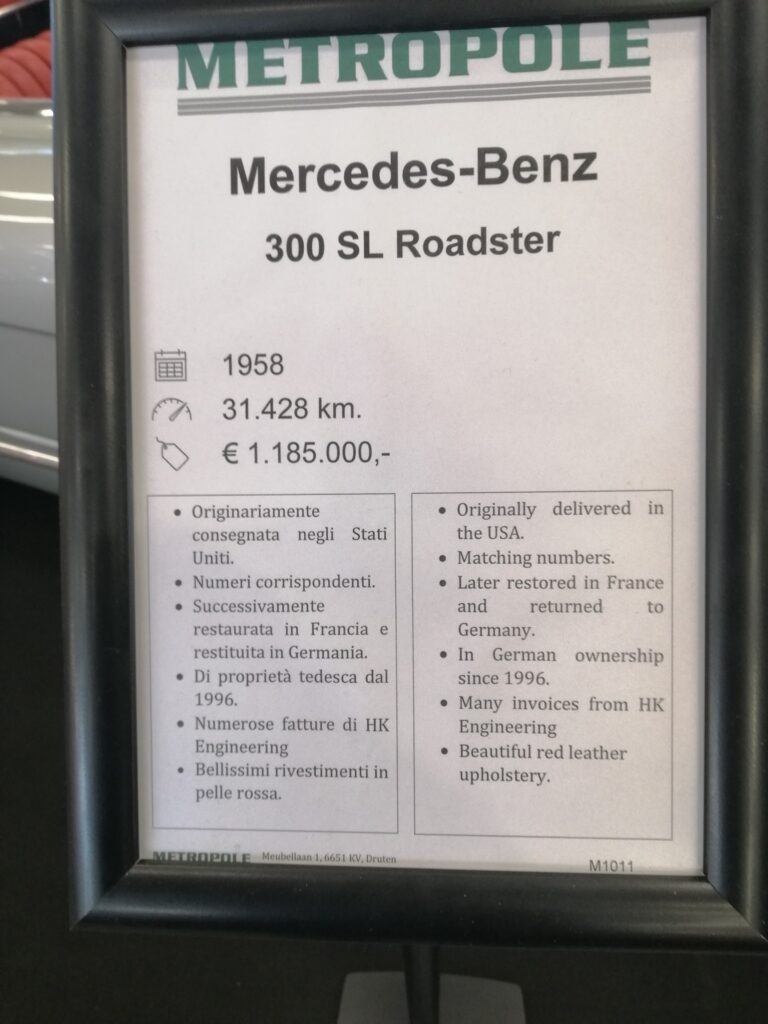 METROPOLE
Mercedes-Benz
300 SL Roadster
1958
31.428 km.
€ 1.185.000,-
• Originariamente
consegnata negli Stati
Uniti.
• Numeri corrispondenti.
• Successivamente
restaurata in Francia e
restituita in Germania.
• Di proprietà tedesca dal
1996.
• Numerose fatture di HK
Engineering
• Bellissimi rivestimenti in
pelle rossa.
• Originally delivered in
the USA.
• Matching numbers.
• Later restored in France
and returned to
Germany.
• In German ownership
since 1996.
• Many invoices from HK
Engineering
• Beautiful red leather
upholstery.
METROPOLE Meubellaan 1, 6651 KV, Druten
M1011